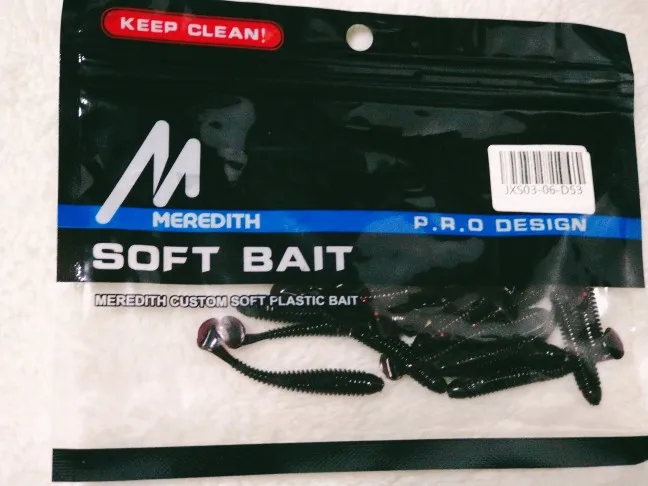 KEEP CLEAN!
JXS03-06-D53
MEREDITH
P.R.O DESIGN
SOFT BAIT
MEREDITH CUSTOM SOFT PLASTIC BAIT